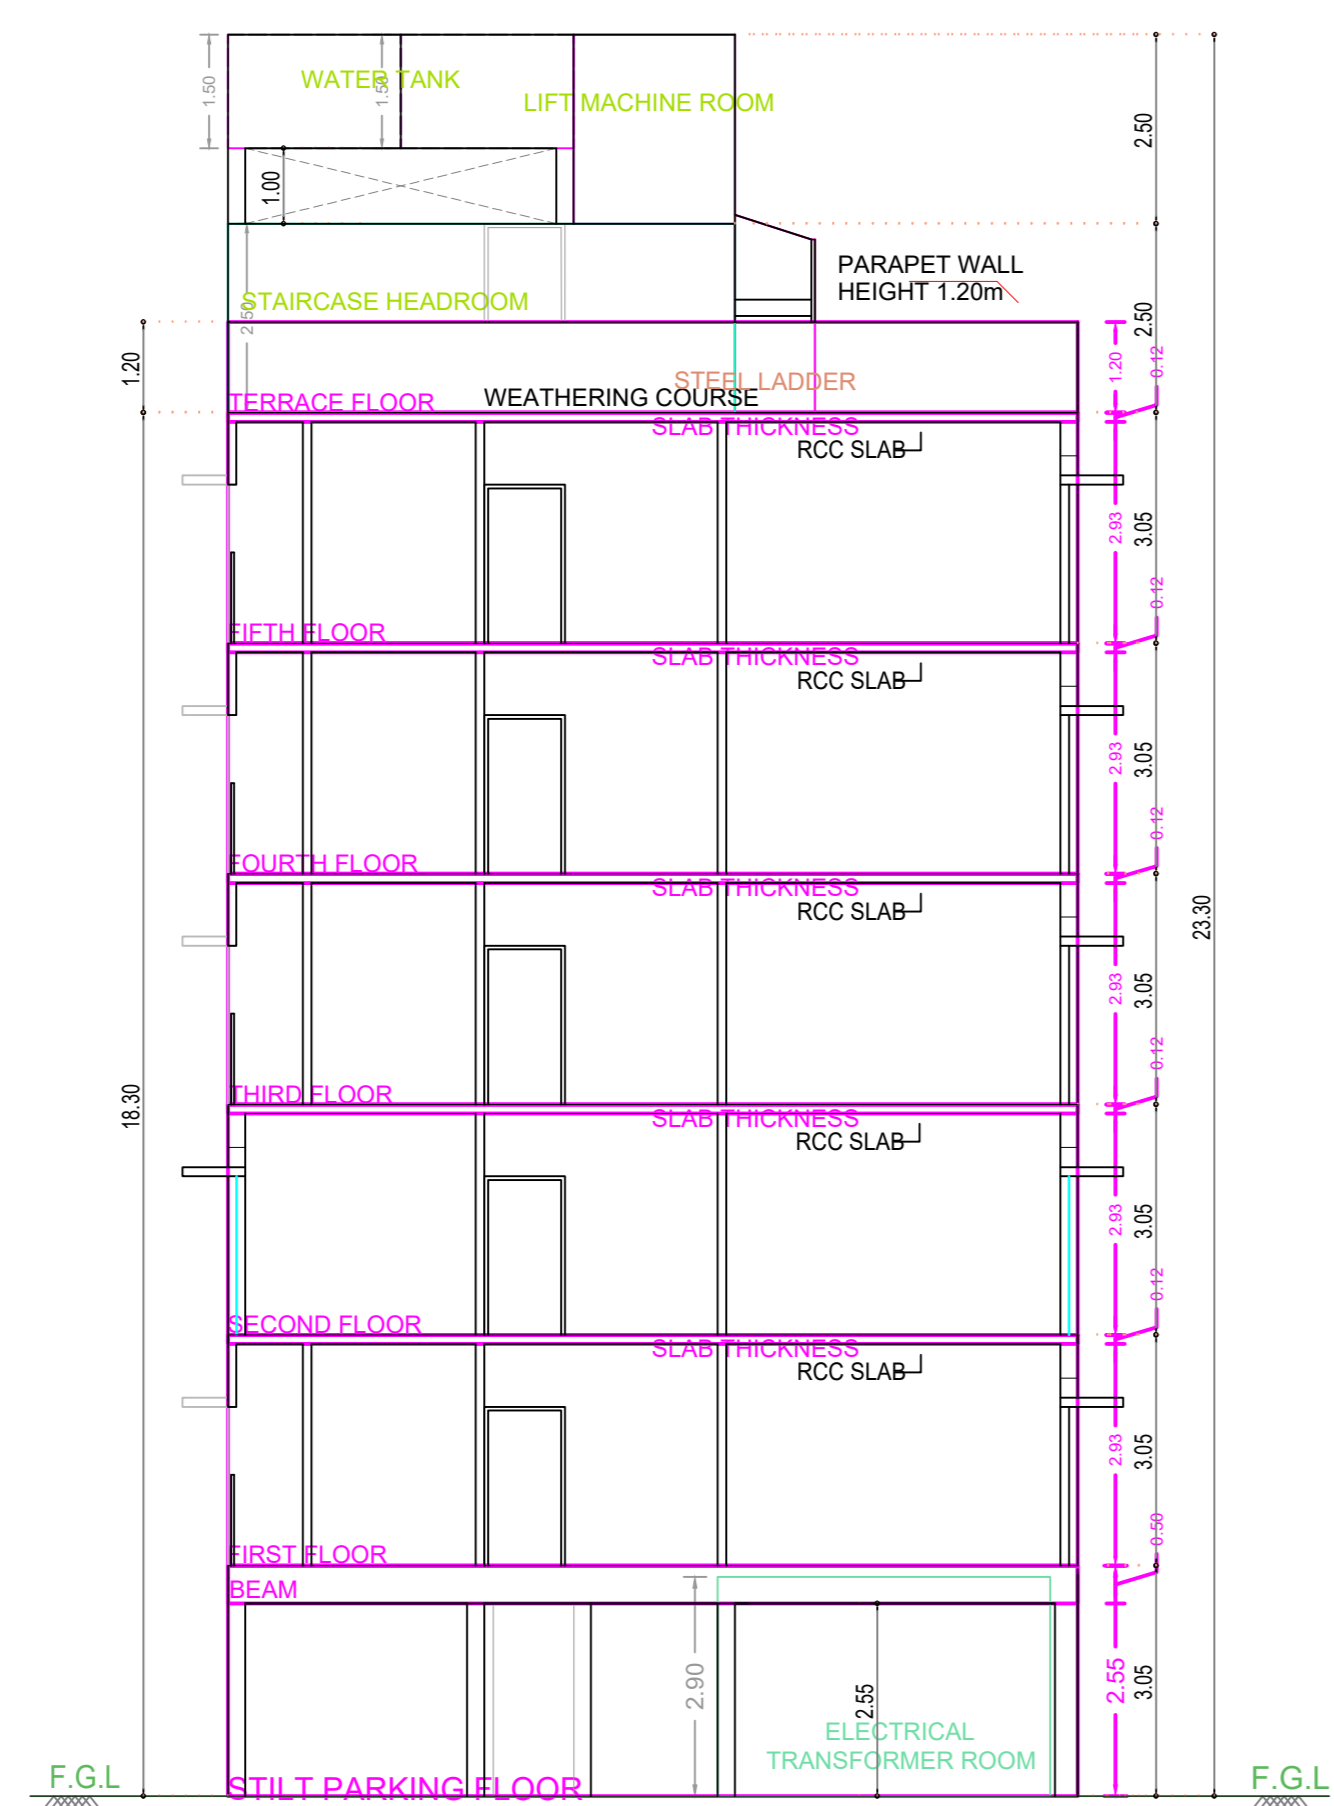 WATER TANK
1.50
1.50
LIFT MACHINE ROOM
2.50
1.00
PARAPET WALL
HEIGHT 1.20m
STAIRCASE HEADROOM
2.50
2.50
1.20
1.20
0.12
STEEL LADDER
WEATHERING COURSE
TERRACE FLOOR
SLAB THICKNESS
RCC SLAB
2.93
3.05
0.12
FIFTH FLOOR
SLAB THICKNESS
RCC SLAB
2.93
3.05
0.12
FOURTH FLOOR
SLAB THICKNESS
RCC SLAB
23.30
2.93
3.05
0.12
THIRD FLOOR
18.30
SLAB THICKNESS
RCC SLAB
2.93
3.05
0.12
SECOND FLOOR
SLAB THICKNESS
RCC SLAB
2.93
3.05
0.50
FIRST FLOOR
BEAM
2.90
2.55
2.55
3.05
ELECTRICAL
TRANSFORMER ROOM
F.G.L
STILT PARKING FLOOR
F.G.L